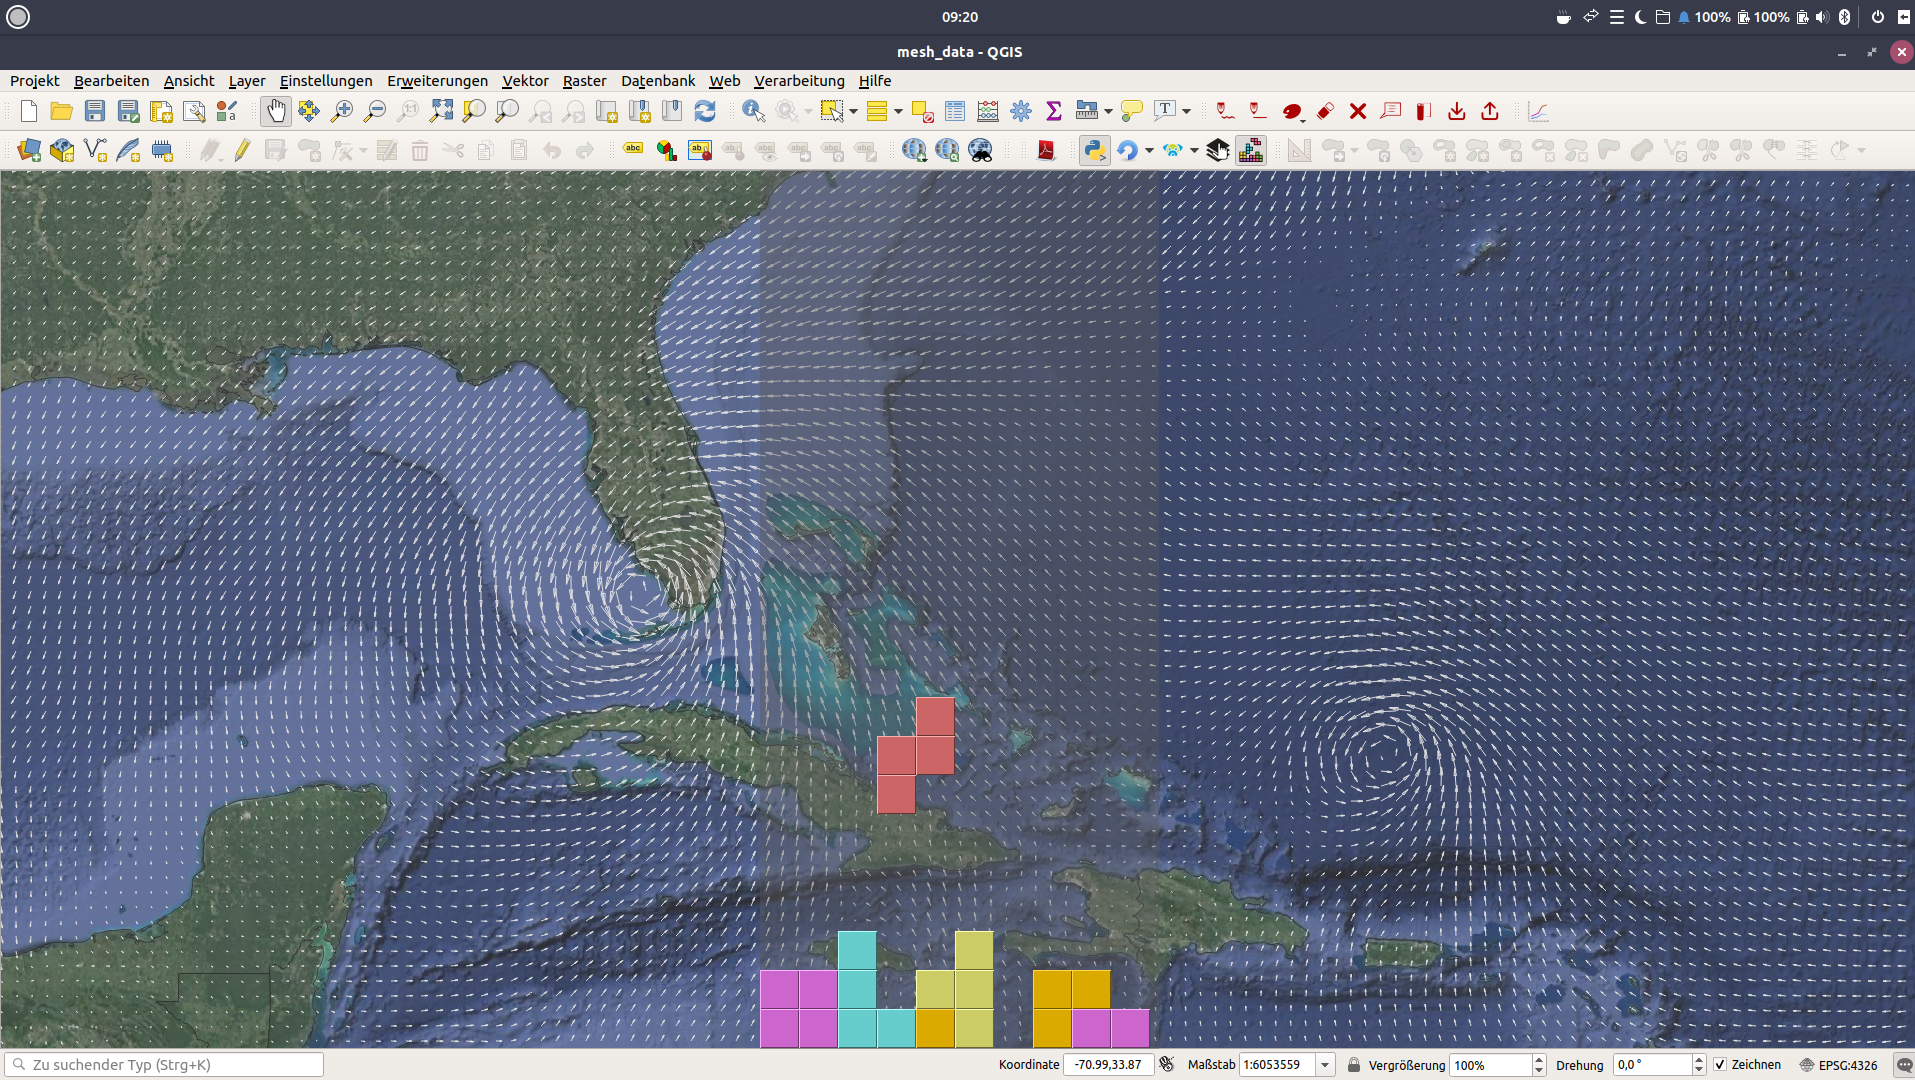 09:20
100% 100%
mesh_data - QGIS
Projekt Bearbeiten Ansicht Layer Einstellungen Erweiterungen Vektor Raster Datenbank Web Verarbeitung Hilfe
Zu suchender Typ (Strg+K) Koordinate -70.99,33.87 Maßstab 1:6053559 Vergrößerung 100% Drehung 0,0 ° Zeichnen EPSG:4326